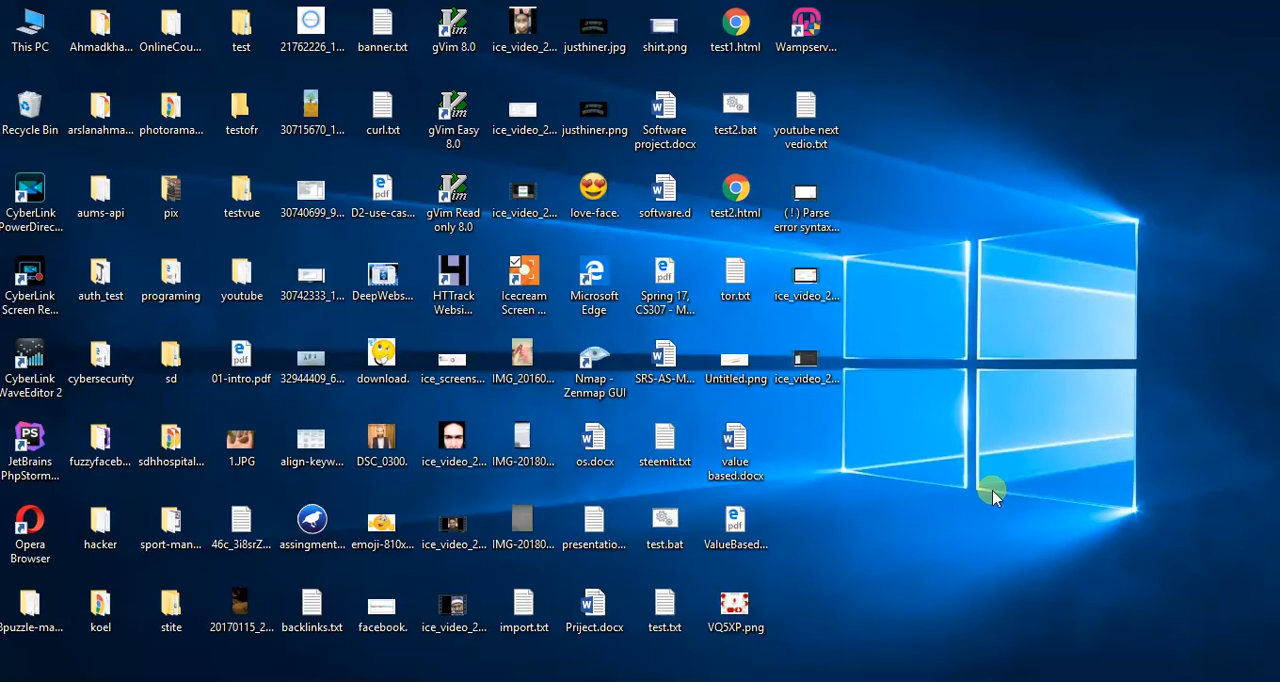 This PC
Ahmadkha...
OnlineCou...
test
21762226_1...
banner.txt
gVim 8.0
ice_video_2...
justhiner.jpg
shirt.png
test1.html
Wampserv...
Recycle Bin
arslanahma...
photorama...
testofr
30715670_1...
curl.txt
gVim Easy
8.0
ice_video_2...
justhiner.png
Software
project.docx
test2.bat
youtube next
vedio.txt
CyberLink
PowerDirec...
aums-api
pix
testvue
30740699_9...
D2-use-cas...
gVim Read
only 8.0
ice_video_2...
love-face.
software.d
test2.html
( ! ) Parse
error syntax...
CyberLink
Screen Re...
auth_test
programing
youtube
30742333_1...
DeepWebs...
HTTrack
Websi...
Icecream
Screen ...
Microsoft
Edge
Spring 17,
CS307 - M...
tor.txt
ice_video_2...
CyberLink
WaveEditor 2
cybersecurity
sd
01-intro.pdf
32944409_6...
download.
ice_screens...
IMG_20160...
Nmap -
Zenmap GUI
SRS-AS-M...
Untitled.png
ice_video_2...
JetBrains
PhpStorm...
fuzzyfaceb...
sdhhospital...
1.JPG
align-keyw...
DSC_0300.
ice_video_2...
IMG-20180...
os.docx
steemit.txt
value
based.docx
Opera
Browser
hacker
sport-man...
46c_3i8srZ...
assingment...
emoji-810x...
ice_video_2...
IMG-20180...
presentatio...
test.bat
ValueBased...
8puzzle-ma...
koel
stite
20170115_2...
backlinks.txt
facebook.
ice_video_2...
import.txt
Priject.docx
test.txt
VQ5XP.png